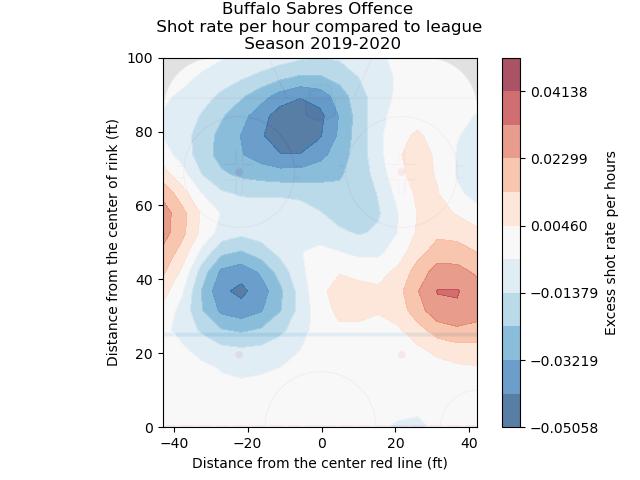 Buffalo Sabres Offence
Shot rate per hour compared to league
Season 2019-2020
100
80
60
40
20
0
Distance from the center of rink (ft)
−40
−20
0
20
40
Distance from the center red line (ft)
0.04138
0.02299
0.00460
−0.01379
−0.03219
−0.05058
Excess shot rate per hours